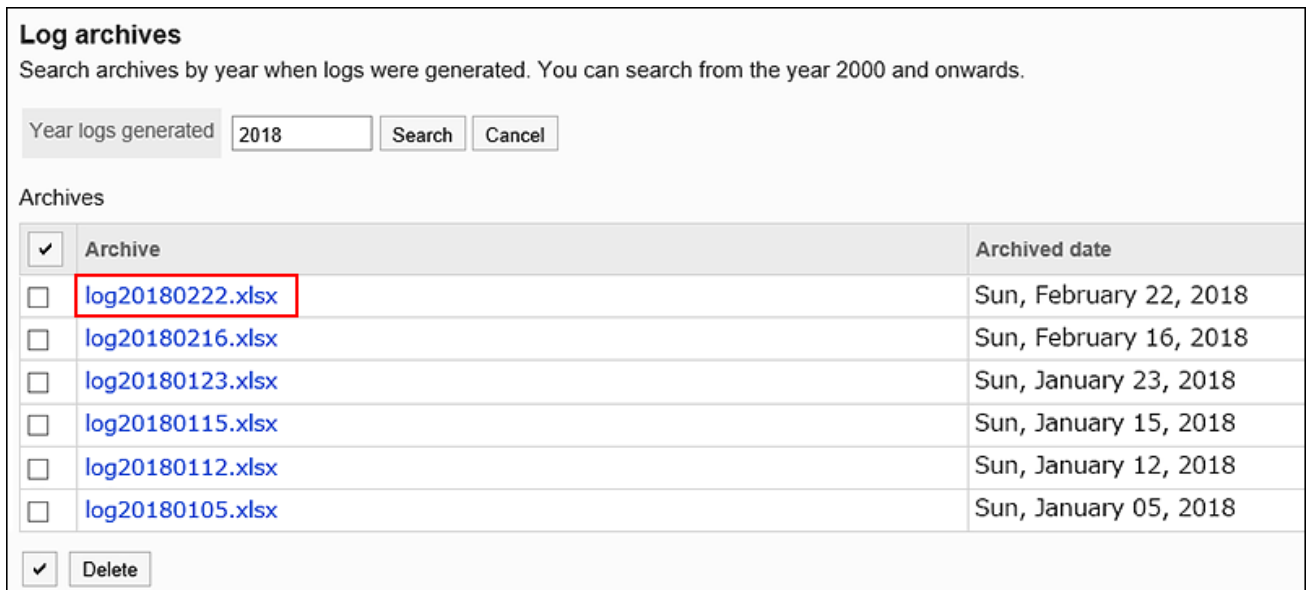 Log archives
Search archives by year when logs were generated. You can search from the year 2000 and onwards.
Year logs generated 2018 Search Cancel
Archives
Archive Archived date
log20180222.xlsx Sun, February 22, 2018
log20180216.xlsx Sun, February 16, 2018
log20180123.xlsx Sun, January 23, 2018
log20180115.xlsx Sun, January 15, 2018
log20180112.xlsx Sun, January 12, 2018
log20180105.xlsx Sun, January 05, 2018
Delete